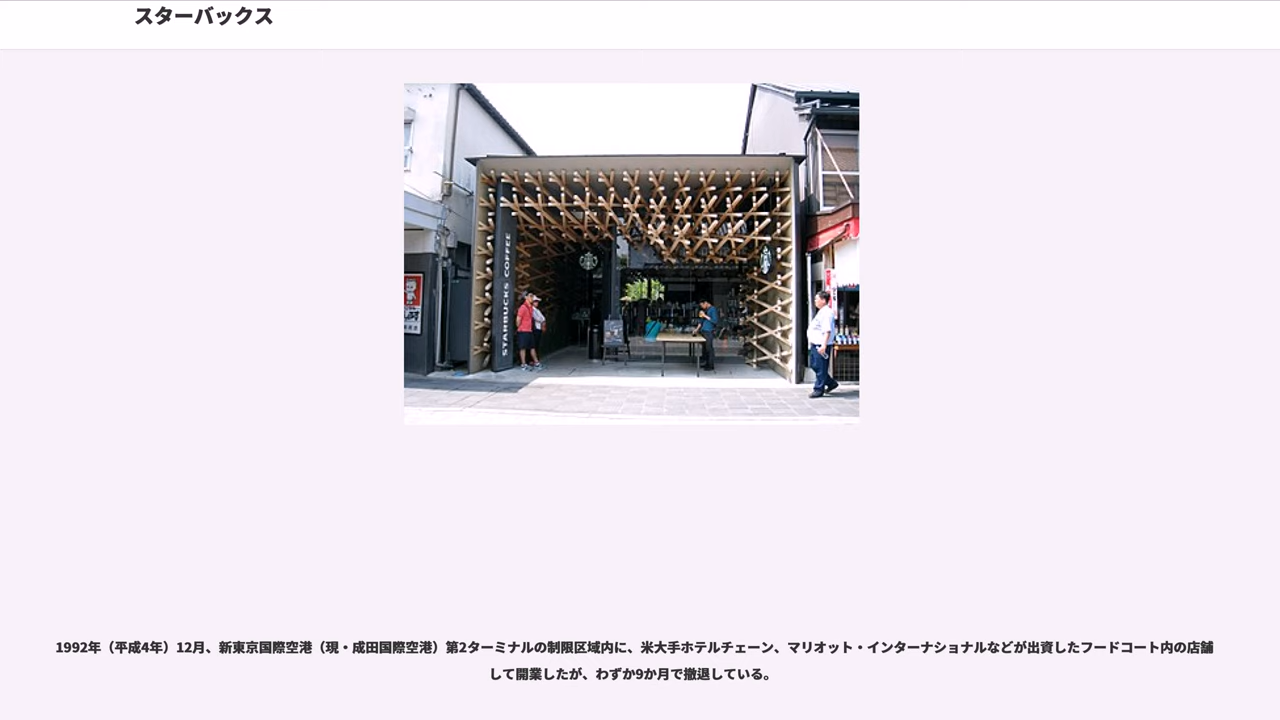 スターバックス
STARBUCKS COFFEE
1992年（平成4年）12月、新東京国際空港（現・成田国際空港）第2ターミナルの制限区域内に、米大手ホテルチェーン、マリオット・インターナショナルなどが出資したフードコート内の店舗
して開業したが、わずか9か月で撤退している。